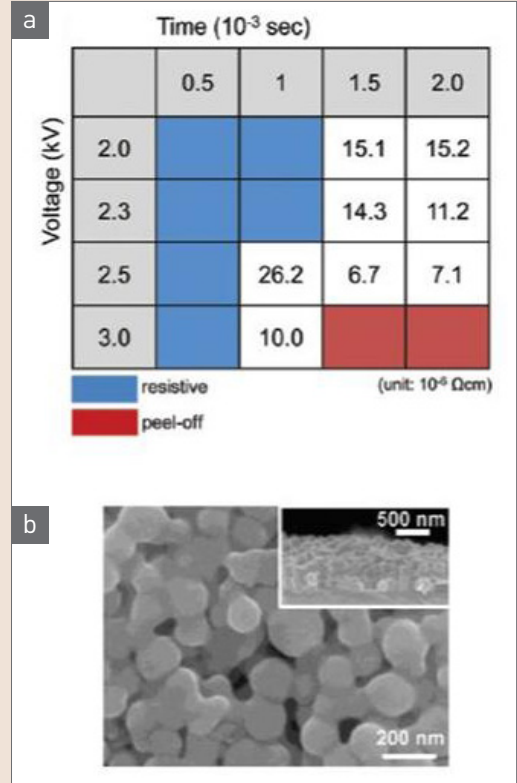 a
Time (10⁻³ sec)
Voltage (kV)
0.5 1 1.5 2.0
2.0 15.1 15.2
2.3 14.3 11.2
2.5 26.2 6.7 7.1
3.0 10.0
resistive (unit: 10⁻⁶ Ωcm)
peel-off
b
500 nm
200 nm